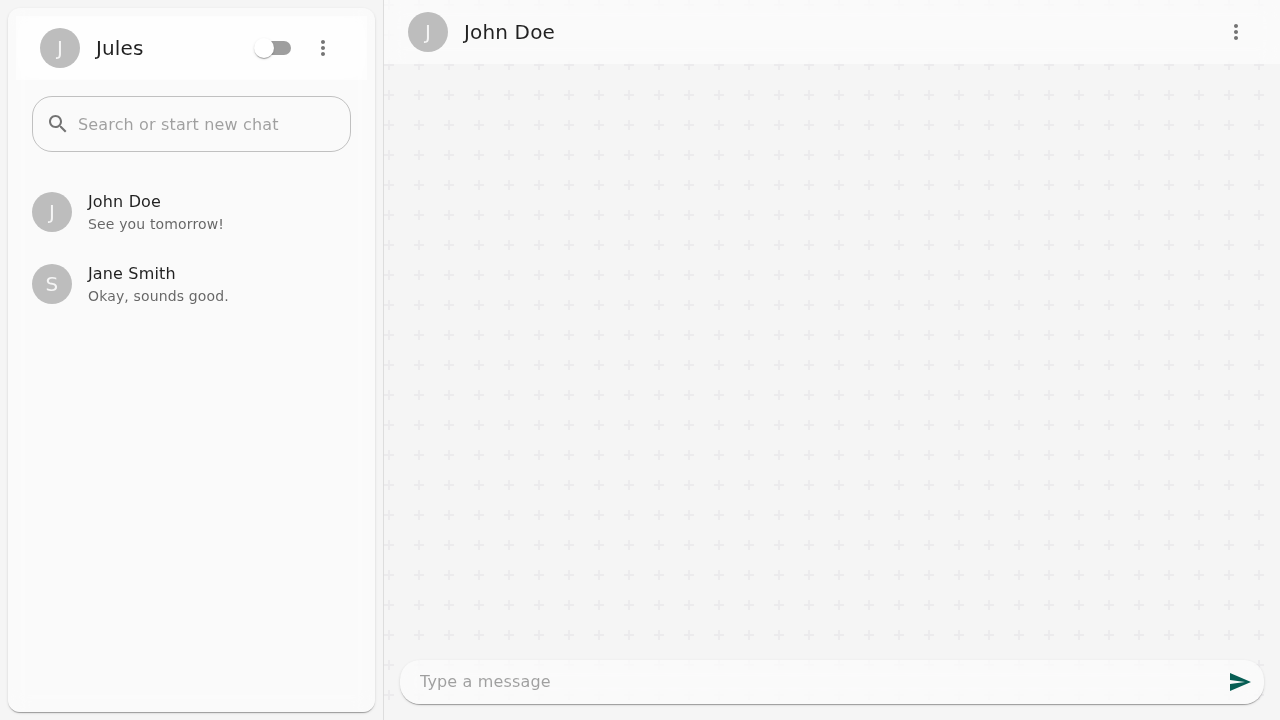 J
Jules
Search or start new chat
J
John Doe
See you tomorrow!
S
Jane Smith
Okay, sounds good.
J
John Doe
Type a message